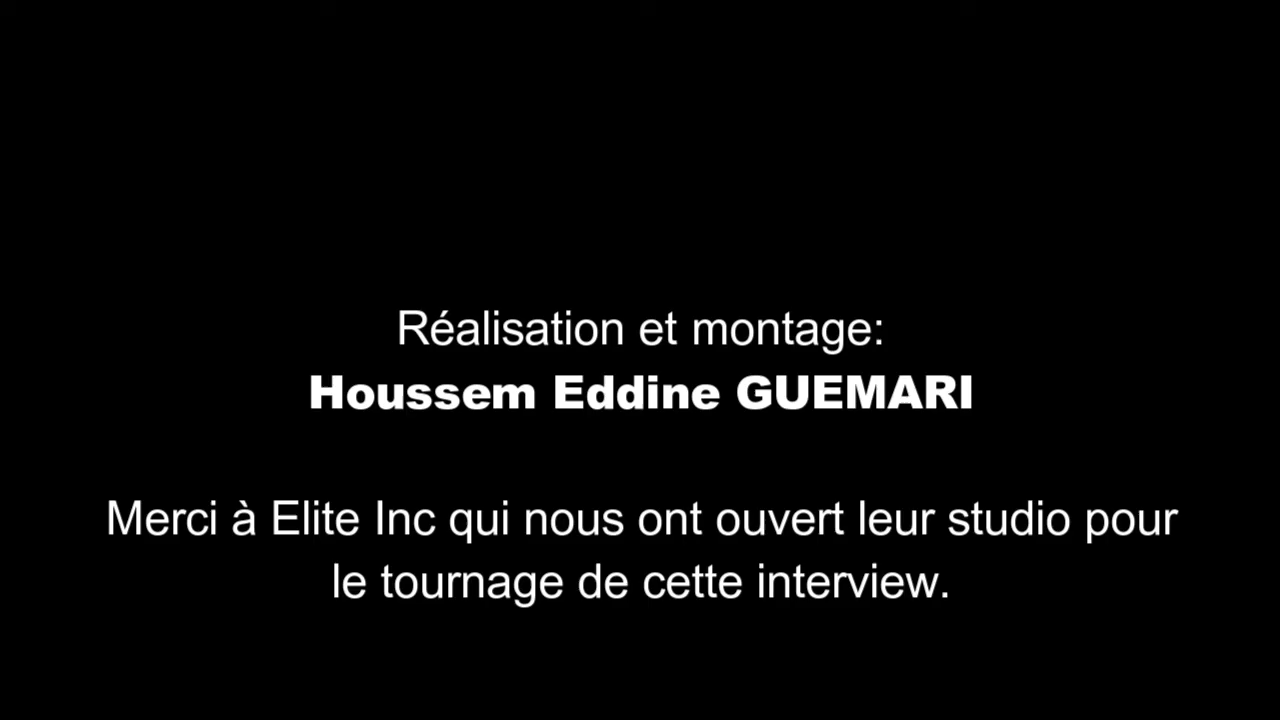 Réalisation et montage:
Houssem Eddine GUEMARI
Merci à Elite Inc qui nous ont ouvert leur studio pour
le tournage de cette interview.